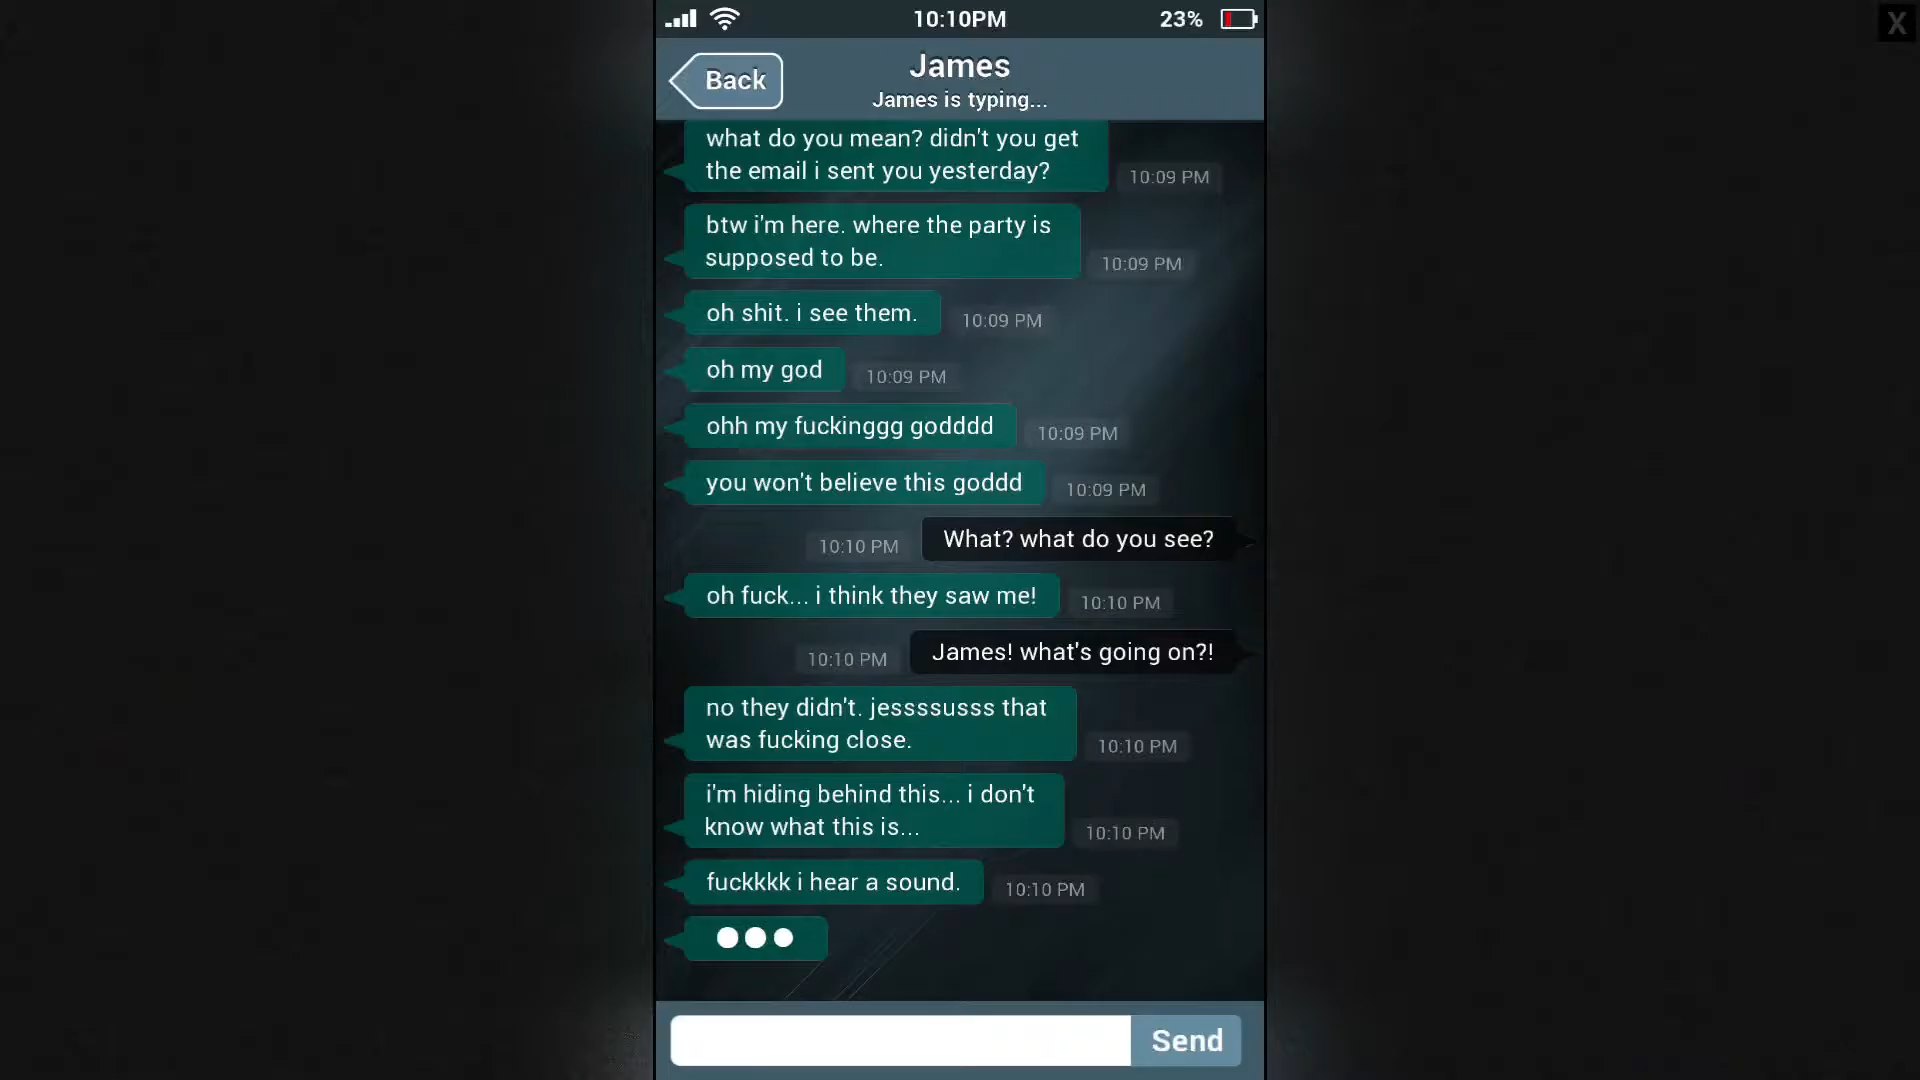 10:10PM
23%
X
Back
James
James is typing...
what do you mean? didn't you get
the email i sent you yesterday?
10:09 PM
btw i'm here. where the party is
supposed to be.
10:09 PM
oh shit. i see them.
10:09 PM
oh my god
10:09 PM
ohh my fuckinggg godddd
10:09 PM
you won't believe this goddd
10:09 PM
10:10 PM
What? what do you see?
oh fuck... i think they saw me!
10:10 PM
10:10 PM
James! what's going on?!
no they didn't. jessssusss that
was fucking close.
10:10 PM
i'm hiding behind this... i don't
know what this is...
10:10 PM
fuckkkk i hear a sound.
10:10 PM
Send